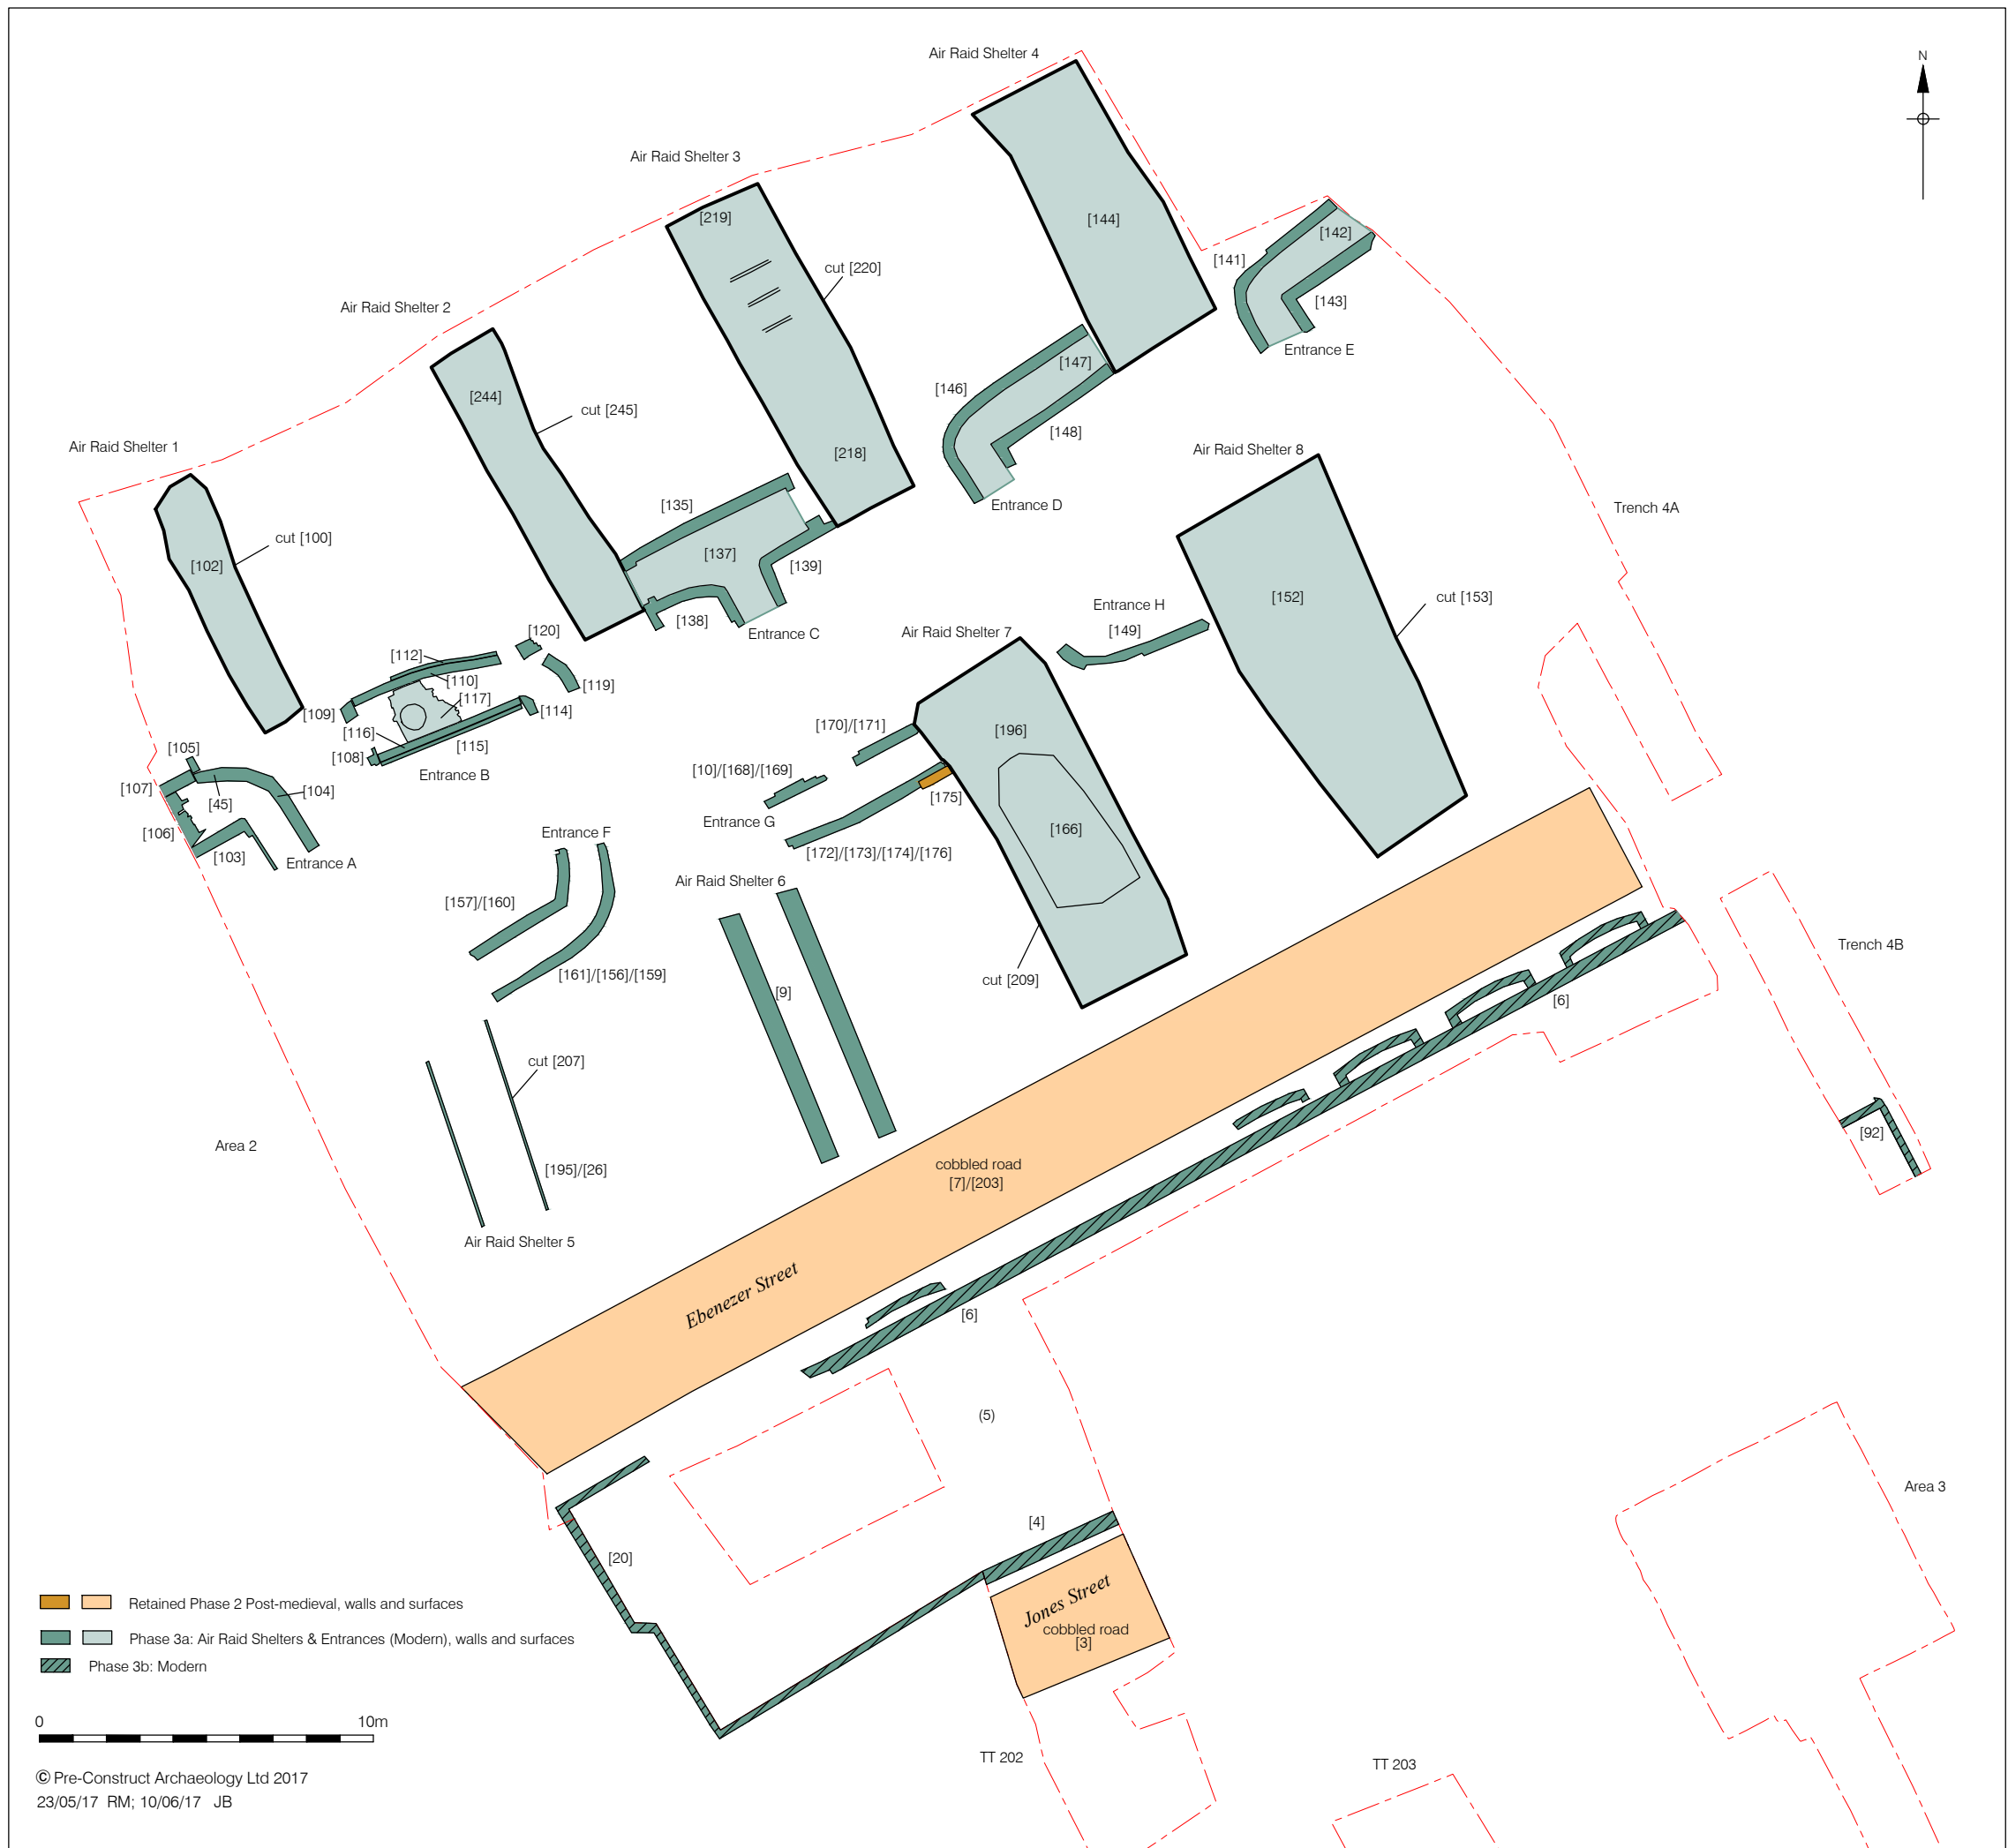 Air Raid Shelter 4
N
Air Raid Shelter 3
[219]
[144]
[142]
[141]
cut [220]
[143]
Air Raid Shelter 2
Entrance E
[147]
[146]
[244]
cut [245]
[148]
Air Raid Shelter 1
Air Raid Shelter 8
[218]
[135]
Entrance D
Trench 4A
cut [100]
[137]
[102]
[139]
[152]
cut [153]
Entrance H
[138]
[149]
Entrance C
Air Raid Shelter 7
[120]
[112]
[110]
[119]
[117]
[109]
[114]
[170]/[171]
[196]
[116]
[115]
[105]
[108]
Entrance B
[10]/[168]/[169]
[107]
[45]
[104]
[175]
[106]
Entrance G
[166]
Entrance F
[103]
Entrance A
[172]/[173]/[174]/[176]
Air Raid Shelter 6
[157]/[160]
Trench 4B
[161]/[156]/[159]
cut [209]
[9]
[6]
cut [207]
[92]
Area 2
cobbled road
[7]/[203]
[195]/[26]
Air Raid Shelter 5
Ebenezer Street
[6]
(5)
Area 3
[4]
[20]
Jones Street
cobbled road
[3]
Retained Phase 2 Post-medieval, walls and surfaces
Phase 3a: Air Raid Shelters & Entrances (Modern), walls and surfaces
Phase 3b: Modern
0 10m
TT 202
TT 203
© Pre-Construct Archaeology Ltd 2017
23/05/17 RM; 10/06/17 JB